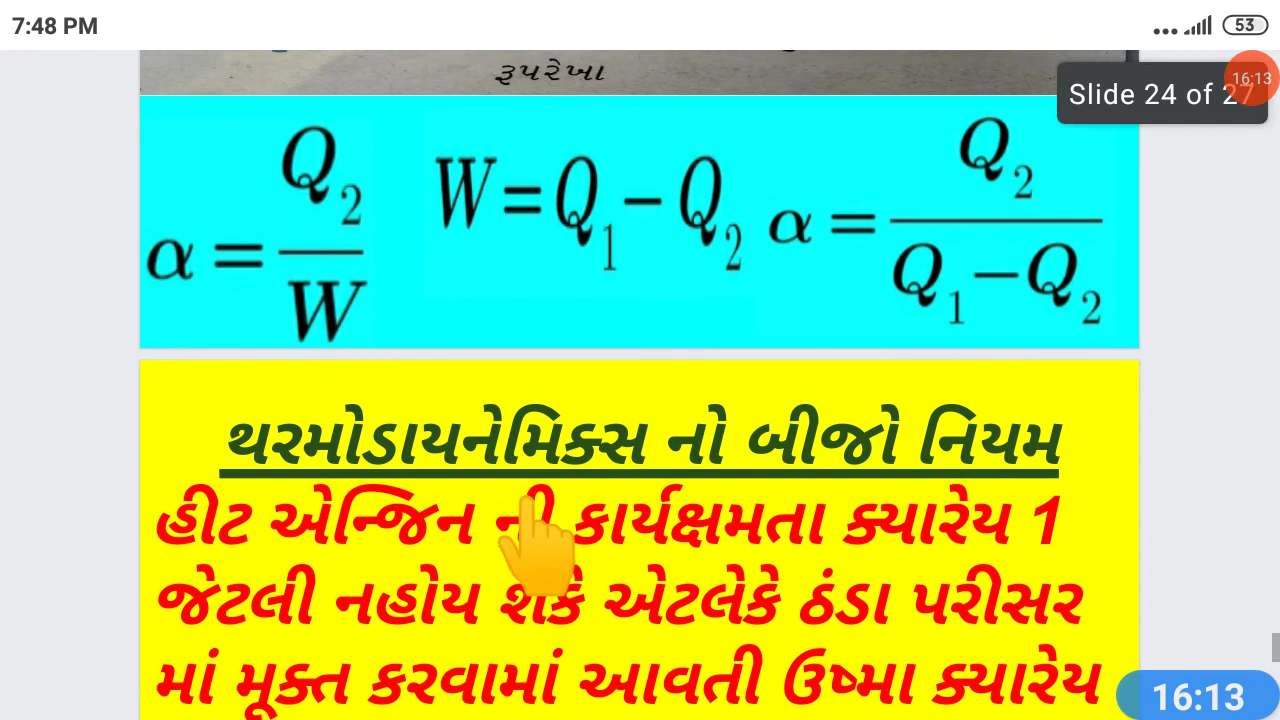 7:48 PM
53
રૂપરેખા
16:13
Slide 24 of 27
α = Q2 / W
W = Q1 − Q2
α = Q2 / Q1 − Q2
થરમોડાયનેમિક્સ નો બીજો નિયમ
હીટ એન્જિન ની કાર્યક્ષમતા ક્યારેય 1
જેટલી નહોય શકે એટલેકે ઠંડા પરીસર
માં મૂક્ત કરવામાં આવતી ઉષ્મા ક્યારેય
16:13